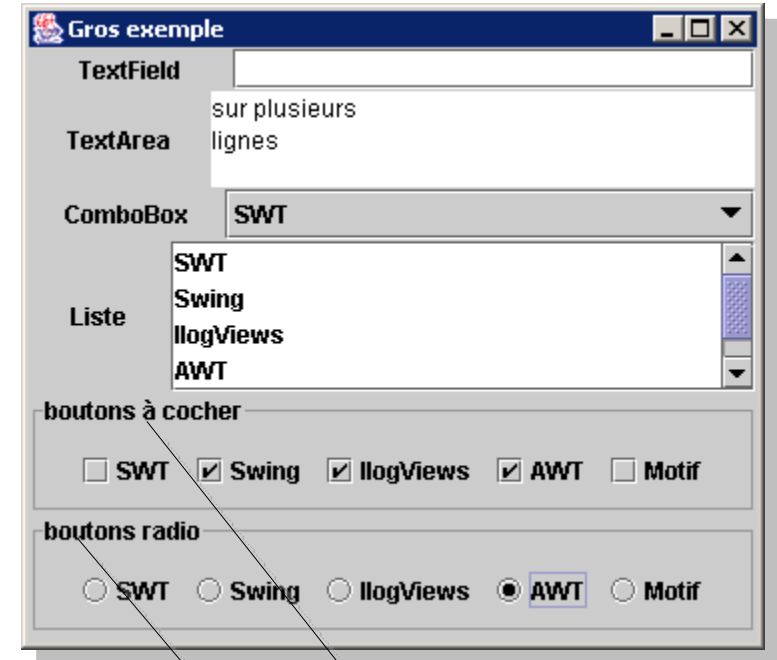 Gros exemple
TextField
sur plusieurs
TextArea lignes
ComboBox SWT
SWT
Swing
Liste
IlogViews
AWT
boutons à cocher
SWT Swing IlogViews AWT Motif
boutons radio
SWT Swing IlogViews AWT Motif